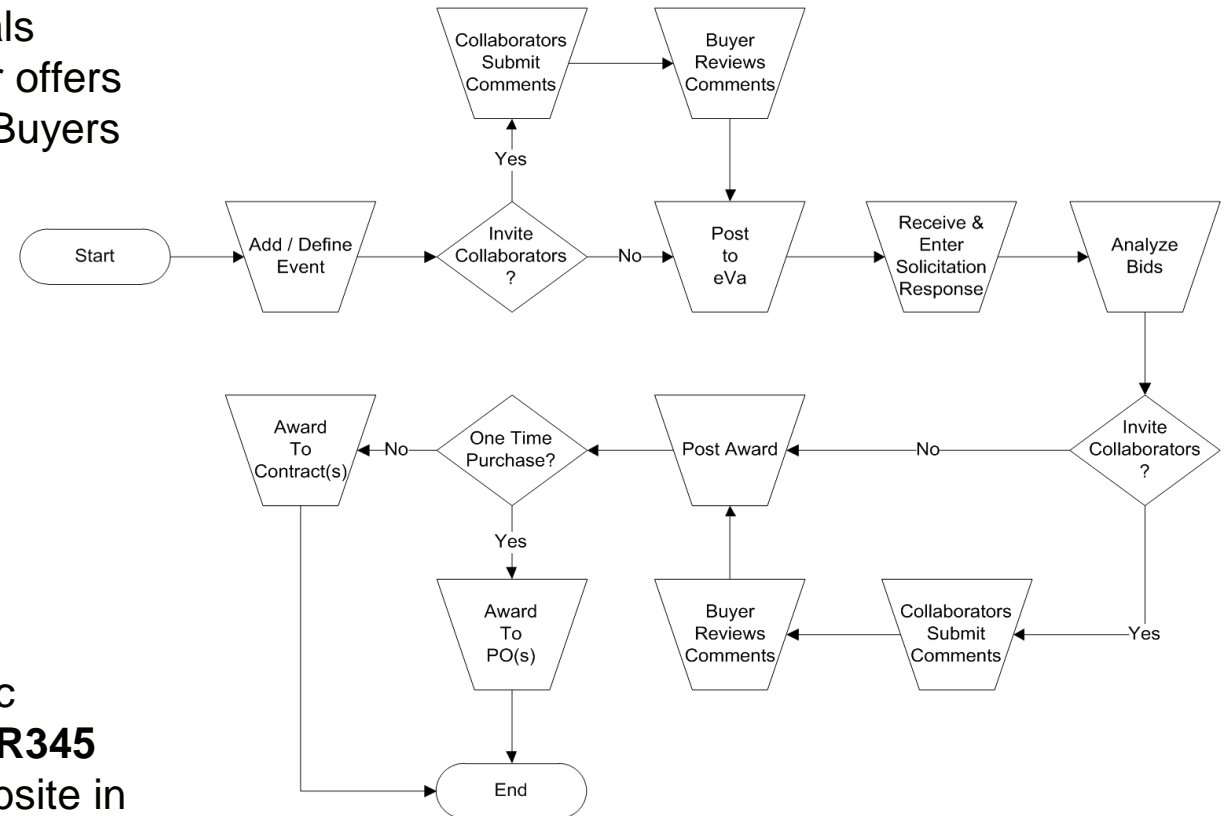 als
r offers
Buyers
Collaborators
Submit
Comments
Buyer
Reviews
Comments
Yes
Start
Add / Define
Event
Invite
Collaborators
?
No
Post
to
eVa
Receive &
Enter
Solicitation
Response
Analyze
Bids
Invite
Collaborators
?
No
Yes
Collaborators
Submit
Comments
Buyer
Reviews
Comments
Post Award
One Time
Purchase?
No
Award
To
Contract(s)
Yes
Award
To
PO(s)
End
c
R345
osite in